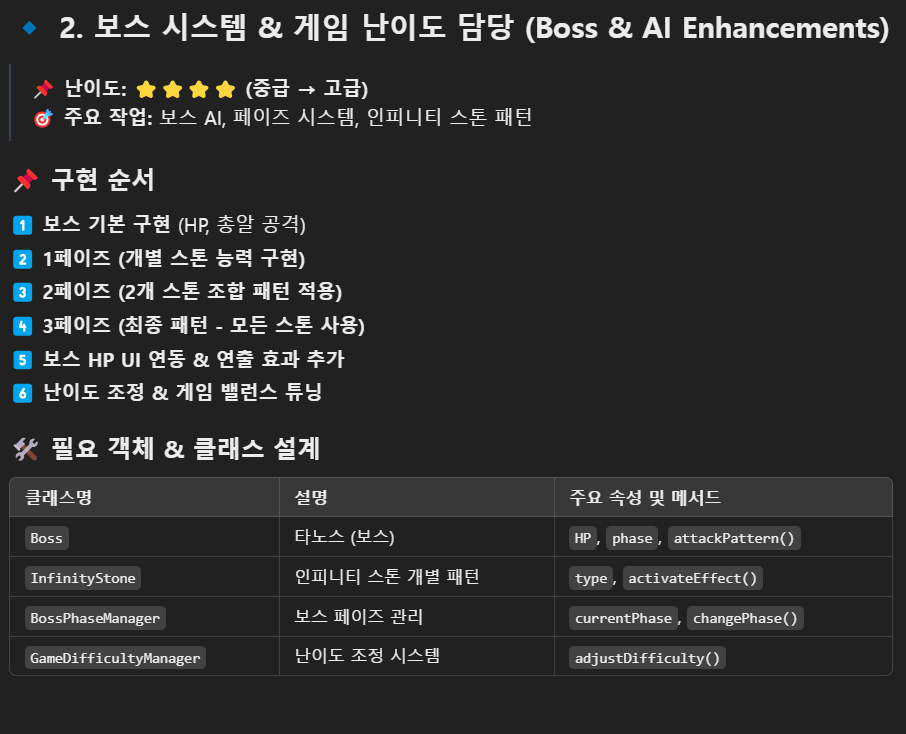 🔹 2. 보스 시스템 & 게임 난이도 담당 (Boss & AI Enhancements)
📌 난이도: ⭐⭐⭐⭐ (중급 → 고급)
🎯 주요 작업: 보스 AI, 페이즈 시스템, 인피니티 스톤 패턴
📌 구현 순서
1️⃣ 보스 기본 구현 (HP, 총알 공격)
2️⃣ 1페이즈 (개별 스톤 능력 구현)
3️⃣ 2페이즈 (2개 스톤 조합 패턴 적용)
4️⃣ 3페이즈 (최종 패턴 - 모든 스톤 사용)
5️⃣ 보스 HP UI 연동 & 연출 효과 추가
6️⃣ 난이도 조정 & 게임 밸런스 튜닝
🛠 필요 객체 & 클래스 설계
클래스명 설명 주요 속성 및 메서드
Boss 타노스 (보스) HP, phase, attackPattern()
InfinityStone 인피니티 스톤 개별 패턴 type, activateEffect()
BossPhaseManager 보스 페이즈 관리 currentPhase, changePhase()
GameDifficultyManager 난이도 조정 시스템 adjustDifficulty()